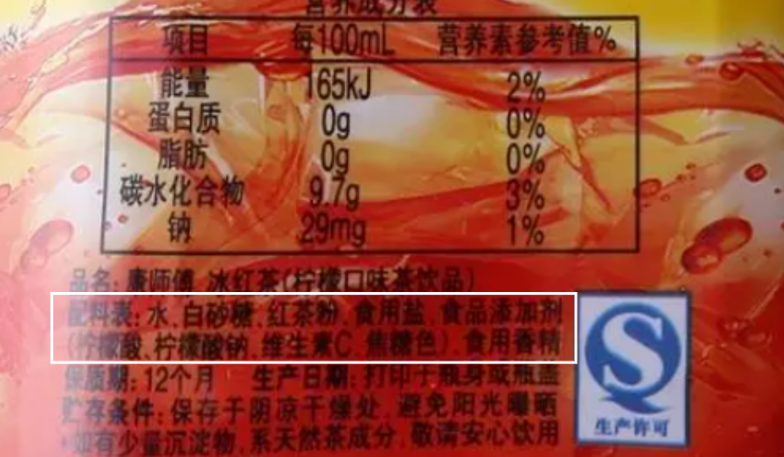 营养成分表
项目 每100mL 营养素参考值%
能量 165kJ 2%
蛋白质 0g 0%
脂肪 0g 0%
碳水化合物 9.7g 3%
钠 29mg 1%
品名:康师傅 冰红茶(柠檬口味茶饮品)
配料表:水、白砂糖、红茶粉、食用盐、食品添加剂
(柠檬酸、柠檬酸钠、维生素C、焦糖色)、食用香精
保质期:12个月 生产日期:打印于瓶身或瓶盖
贮存条件:保存于阴凉干燥处,避免阳光曝晒
·如有少量沉淀物,系天然茶成分,敬请安心饮用
生产许可